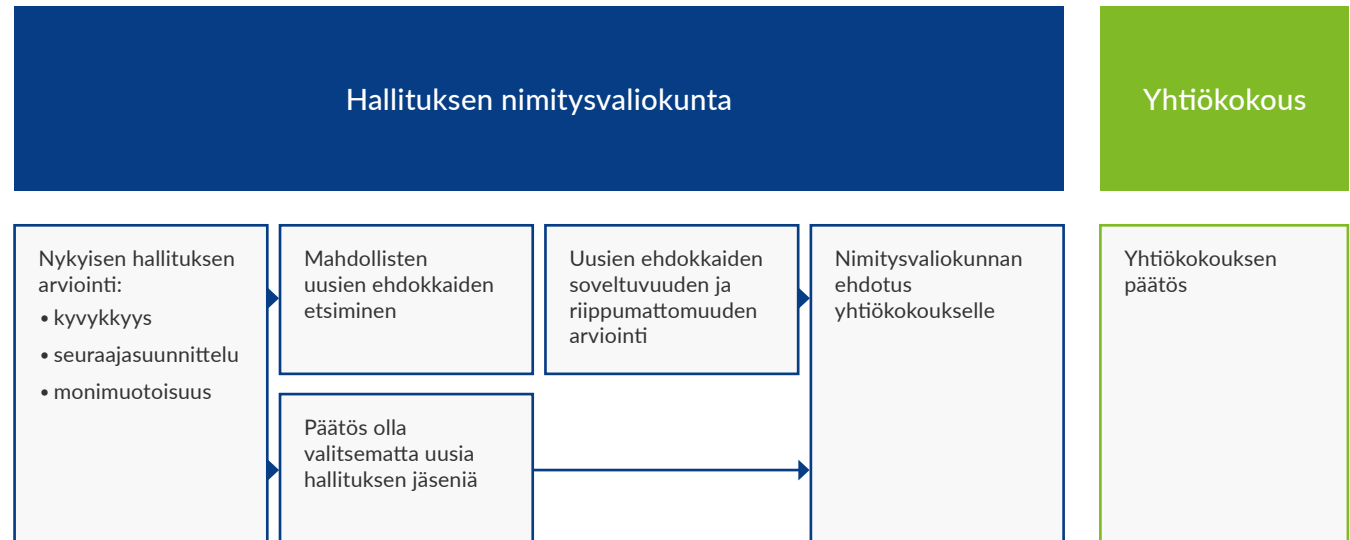 Hallituksen nimitysvaliokunta
Yhtiökokous
Nykyisen hallituksen
arviointi:
• kyvykkyys
• seuraajasuunnittelu
• monimuotoisuus
Mahdollisten
uusien ehdokkaiden
etsiminen
Päätös olla
valitsematta uusia
hallituksen jäseniä
Uusien ehdokkaiden
soveltuvuuden ja
riippumattomuuden
arviointi
Nimitysvaliokunnan
ehdotus
yhtiökokoukselle
Yhtiökokouksen
päätös